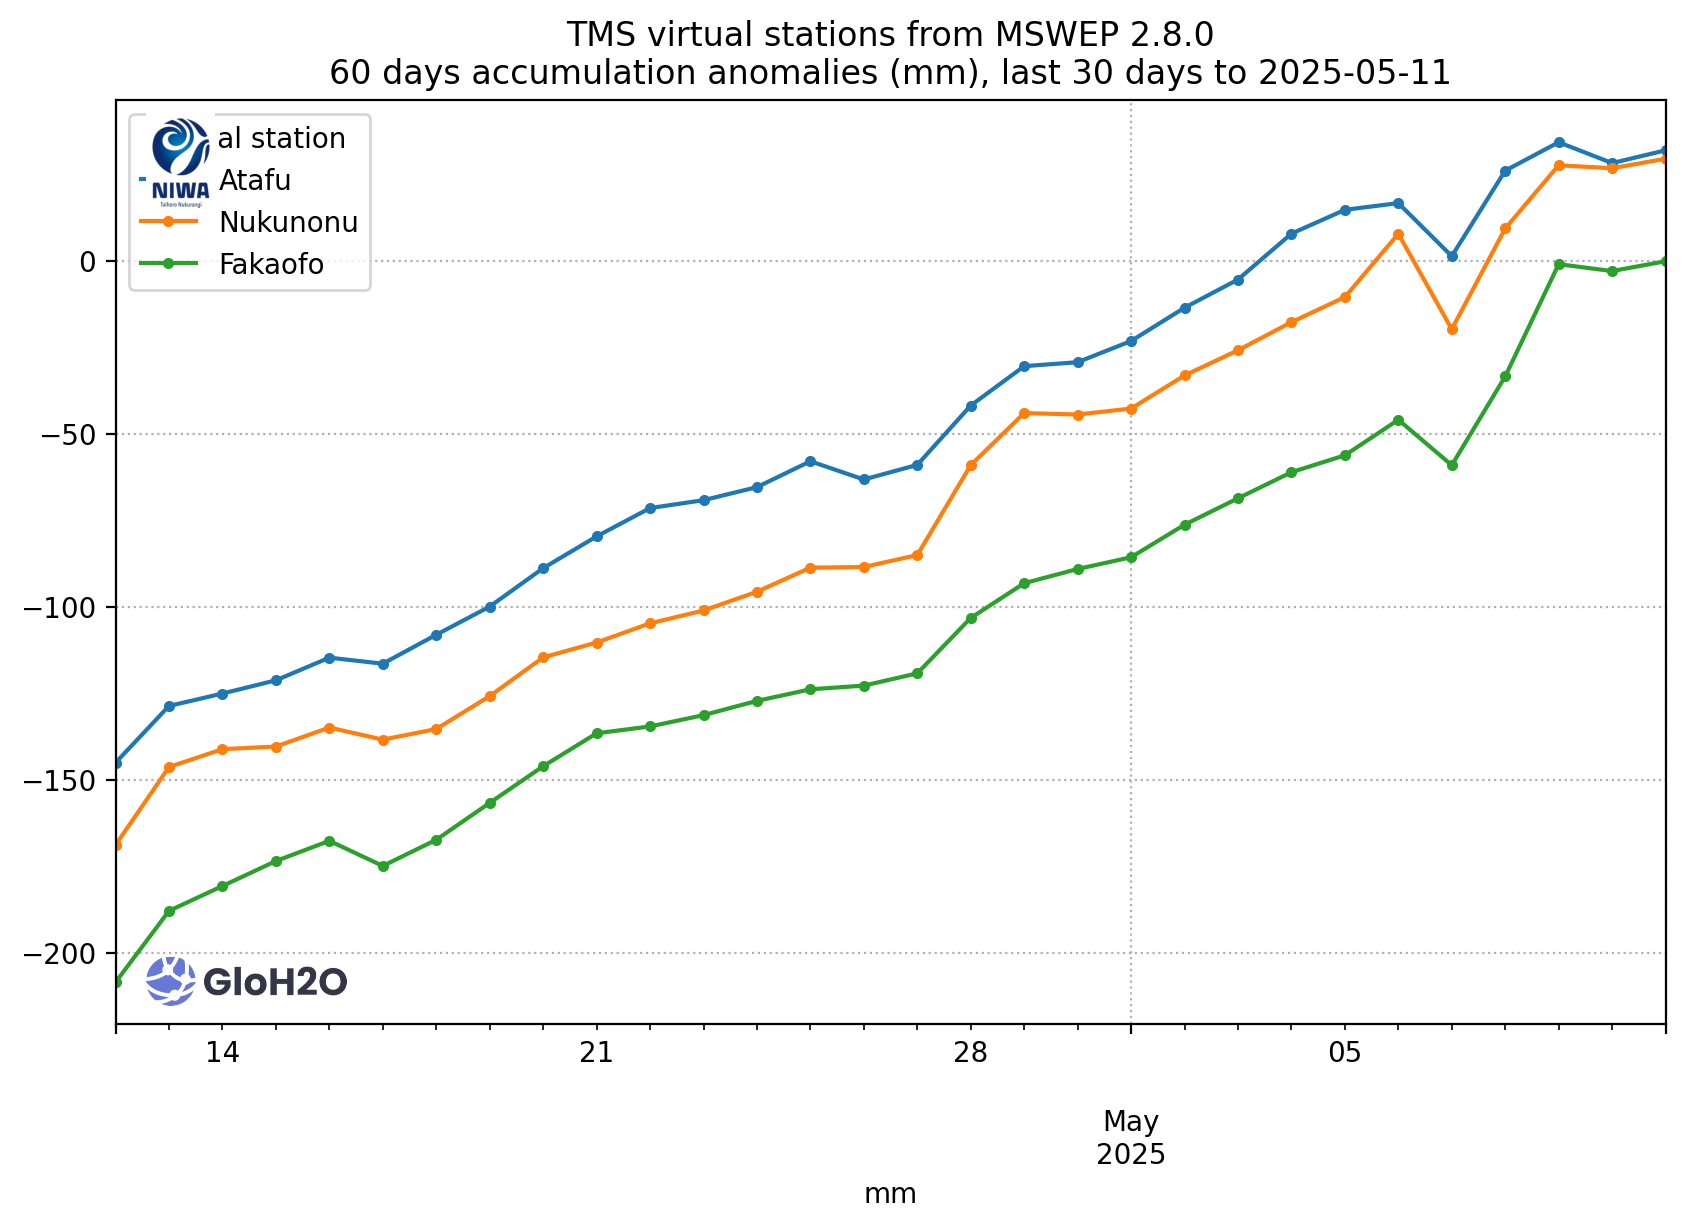 TMS virtual stations from MSWEP 2.8.0
60 days accumulation anomalies (mm), last 30 days to 2025-05-11
al station
Atafu
Nukunonu
Fakaofo
NIWA
Taihoro Nukurangi
0
−50
−100
−150
−200
GloH2O
14
21
28
05
May
2025
mm